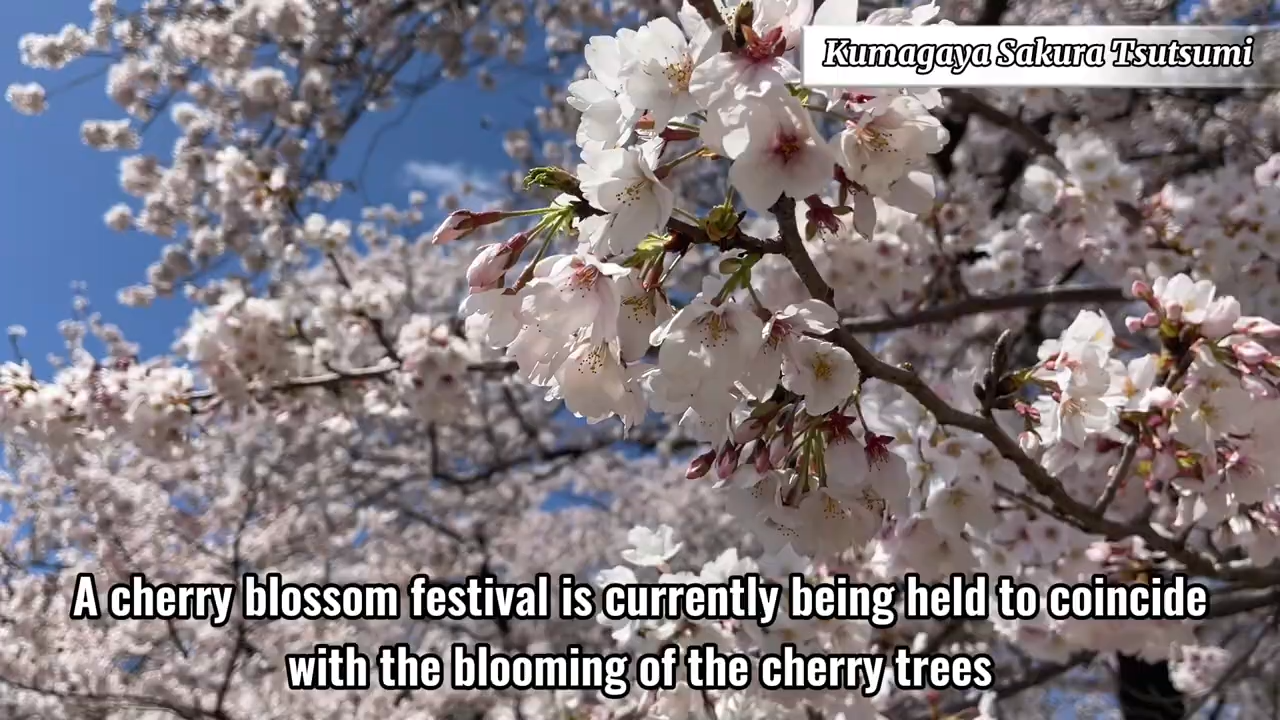 Kumagaya Sakura Tsutsumi
A cherry blossom festival is currently being held to coincide
with the blooming of the cherry trees